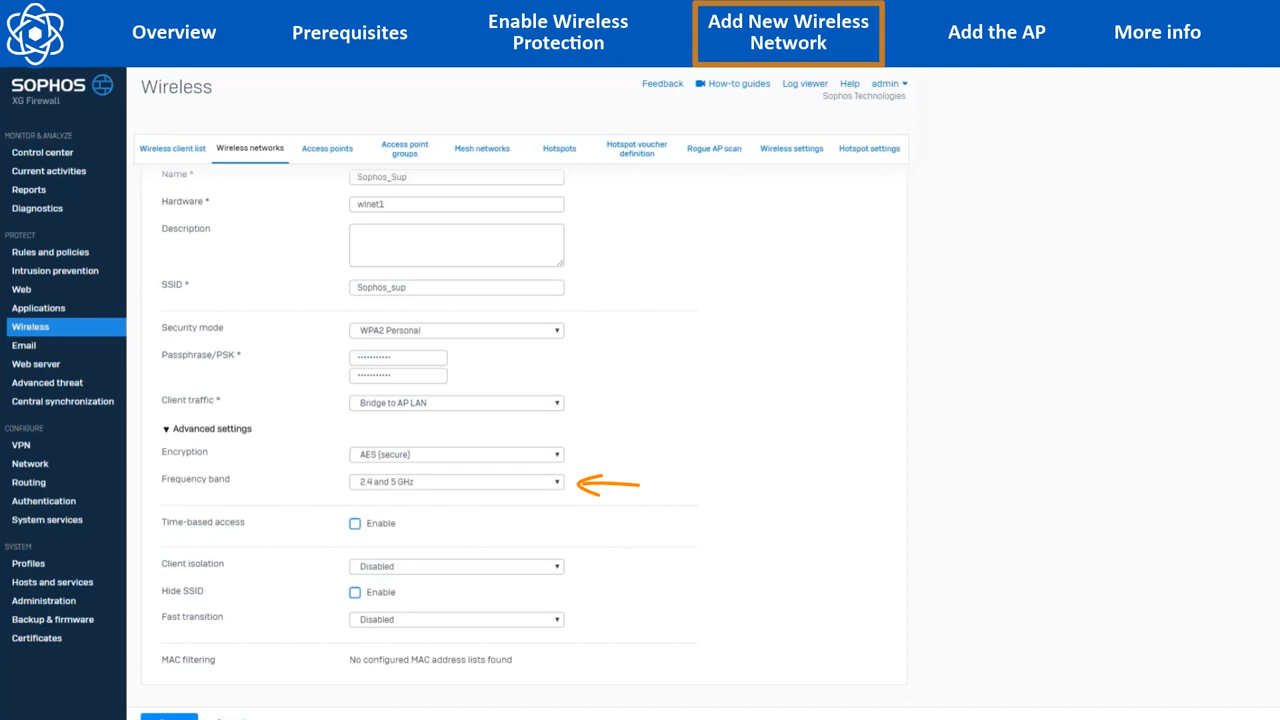 Overview
Prerequisites
Enable Wireless
Protection
Add New Wireless
Network
Add the AP
More info
SOPHOS
XG Firewall
Wireless
Feedback
How-to guides
Log viewer
Help
admin
Sophos Technologies
MONITOR & ANALYZE
Control center
Current activities
Reports
Diagnostics
PROTECT
Rules and policies
Intrusion prevention
Web
Applications
Wireless
Email
Web server
Advanced threat
Central synchronization
CONFIGURE
VPN
Network
Routing
Authentication
System services
SYSTEM
Profiles
Hosts and services
Administration
Backup & firmware
Certificates
Wireless client list
Wireless networks
Access points
Access point
groups
Mesh networks
Hotspots
Hotspot voucher
definition
Rogue AP scan
Wireless settings
Hotspot settings
Name * Sophos_Sup
Hardware * wlnet1
Description
SSID * Sophos_sup
Security mode WPA2 Personal
Passphrase/PSK * •••••••••••
•••••••••••
Client traffic * Bridge to AP LAN
Advanced settings
Encryption AES (secure)
Frequency band 2.4 and 5 GHz
Time-based access Enable
Client isolation Disabled
Hide SSID Enable
Fast transition Disabled
MAC filtering No configured MAC address lists found